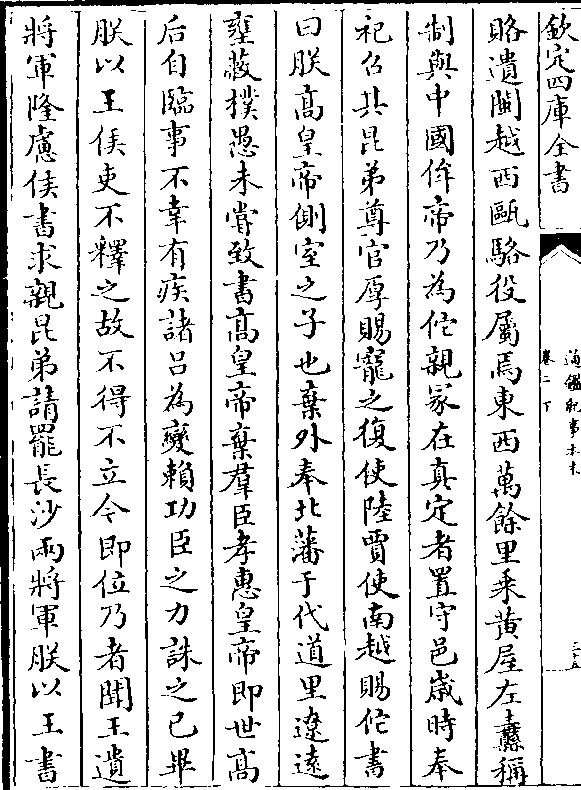 欽定四庫全書
通鑑紀事本末
卷二下
三五
賂遺閩越西甌駱役屬焉東西萬餘里乘黄屋左纛稱
制與中國侔帝乃為佗親冢在真定者置守邑嵗時奉
祀召其昆弟尊官厚賜寵之復使陸賈使南越賜佗書
曰朕髙皇帝側室之子也棄外奉北藩于代道里遼逺
壅蔽樸愚未嘗致書髙皇帝棄羣臣孝惠皇帝即世髙
后自臨事不幸有疾諸吕為變賴功臣之力誅之已畢
朕以王侯吏不釋之故不得不立今即位乃者聞王遺
將軍隆慮侯書求親昆弟請罷長沙兩將軍朕以王書